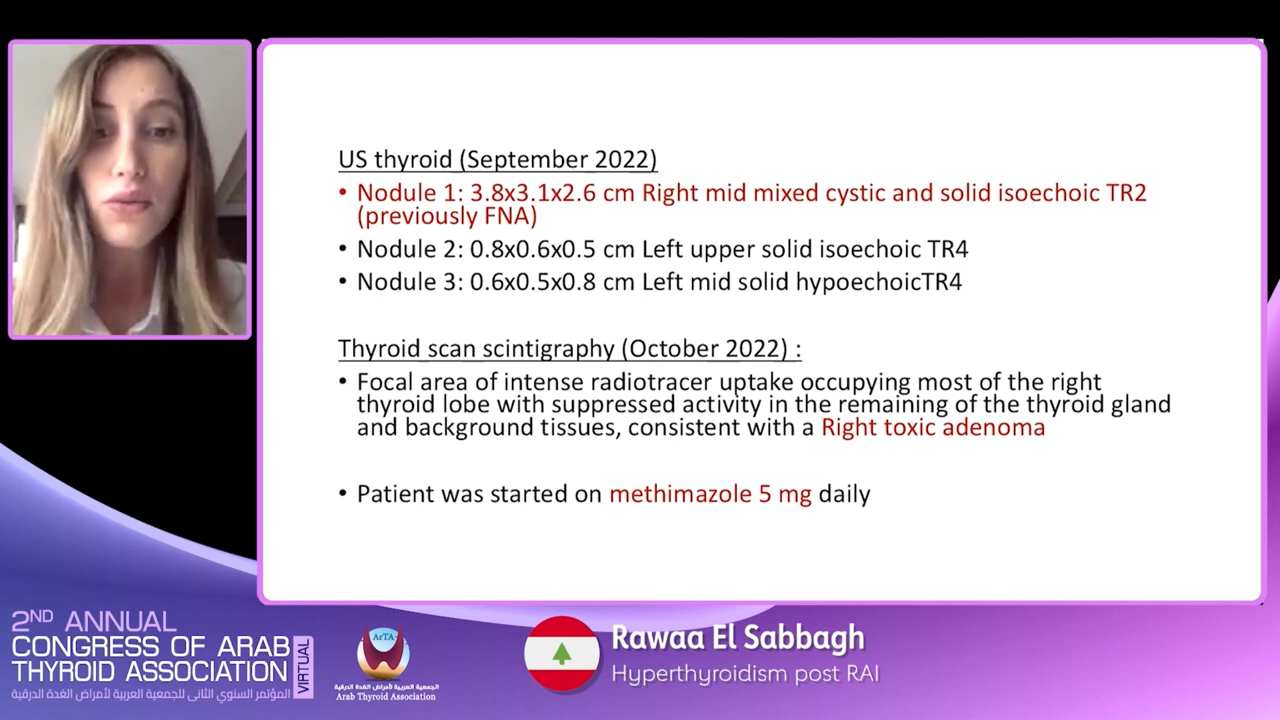 US thyroid (September 2022)
• Nodule 1: 3.8x3.1x2.6 cm Right mid mixed cystic and solid isoechoic TR2
(previously FNA)
• Nodule 2: 0.8x0.6x0.5 cm Left upper solid isoechoic TR4
• Nodule 3: 0.6x0.5x0.8 cm Left mid solid hypoechoicTR4
Thyroid scan scintigraphy (October 2022) :
• Focal area of intense radiotracer uptake occupying most of the right
thyroid lobe with suppressed activity in the remaining of the thyroid gland
and background tissues, consistent with a Right toxic adenoma
• Patient was started on methimazole 5 mg daily
2ND ANNUAL
CONGRESS OF ARAB
THYROID ASSOCIATION
VIRTUAL
المؤتمر السنوي الثاني للجمعية العربية لأمراض الغدة الدرقية
ArTA
الجمعية العربية لأمراض الغدة الدرقية
Arab Thyroid Association
Rawaa El Sabbagh
Hyperthyroidism post RAI